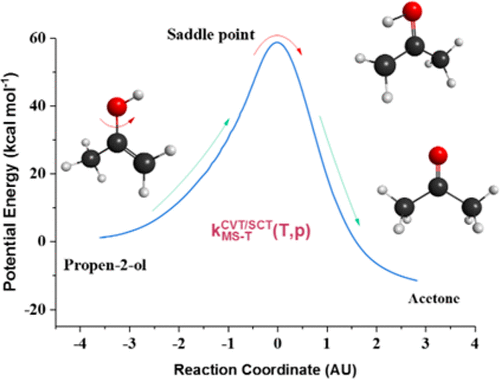 Saddle point
60
40
20
0
-20
Potential Energy (kcal mol⁻¹)
Propen-2-ol
k_MS-T^CVT/SCT(T,p)
Acetone
-4 -3 -2 -1 0 1 2 3 4
Reaction Coordinate (AU)